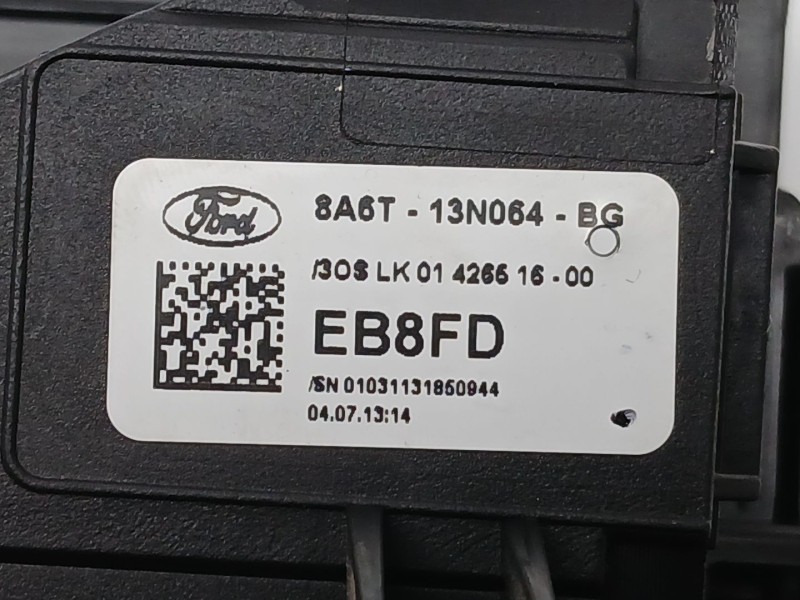 Ford
8A6T - 13N064 - BG
/3OS LK 01 4266 16 - 00
EB8FD
/SN 01031131850944
04.07.13:14